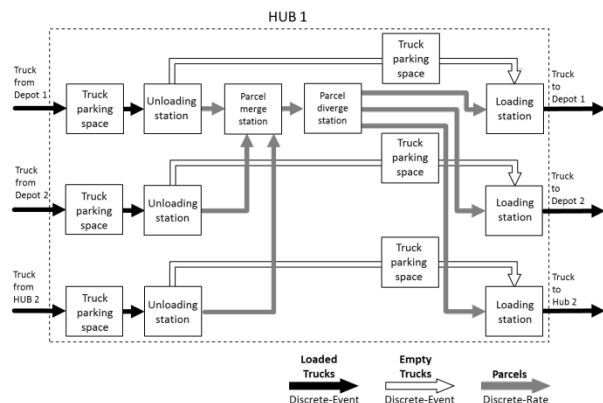 HUB 1
Truck
from
Depot 1
Truck
parking
space
Unloading
station
Parcel
merge
station
Parcel
diverge
station
Truck
parking
space
Loading
station
Truck
to
Depot 1
Truck
from
Depot 2
Truck
parking
space
Unloading
station
Truck
parking
space
Loading
station
Truck
to
Depot 2
Truck
from
HUB 2
Truck
parking
space
Unloading
station
Truck
parking
space
Loading
station
Truck
to
Hub 2
Loaded
Trucks
Discrete-Event
Empty
Trucks
Discrete-Event
Parcels
Discrete-Rate